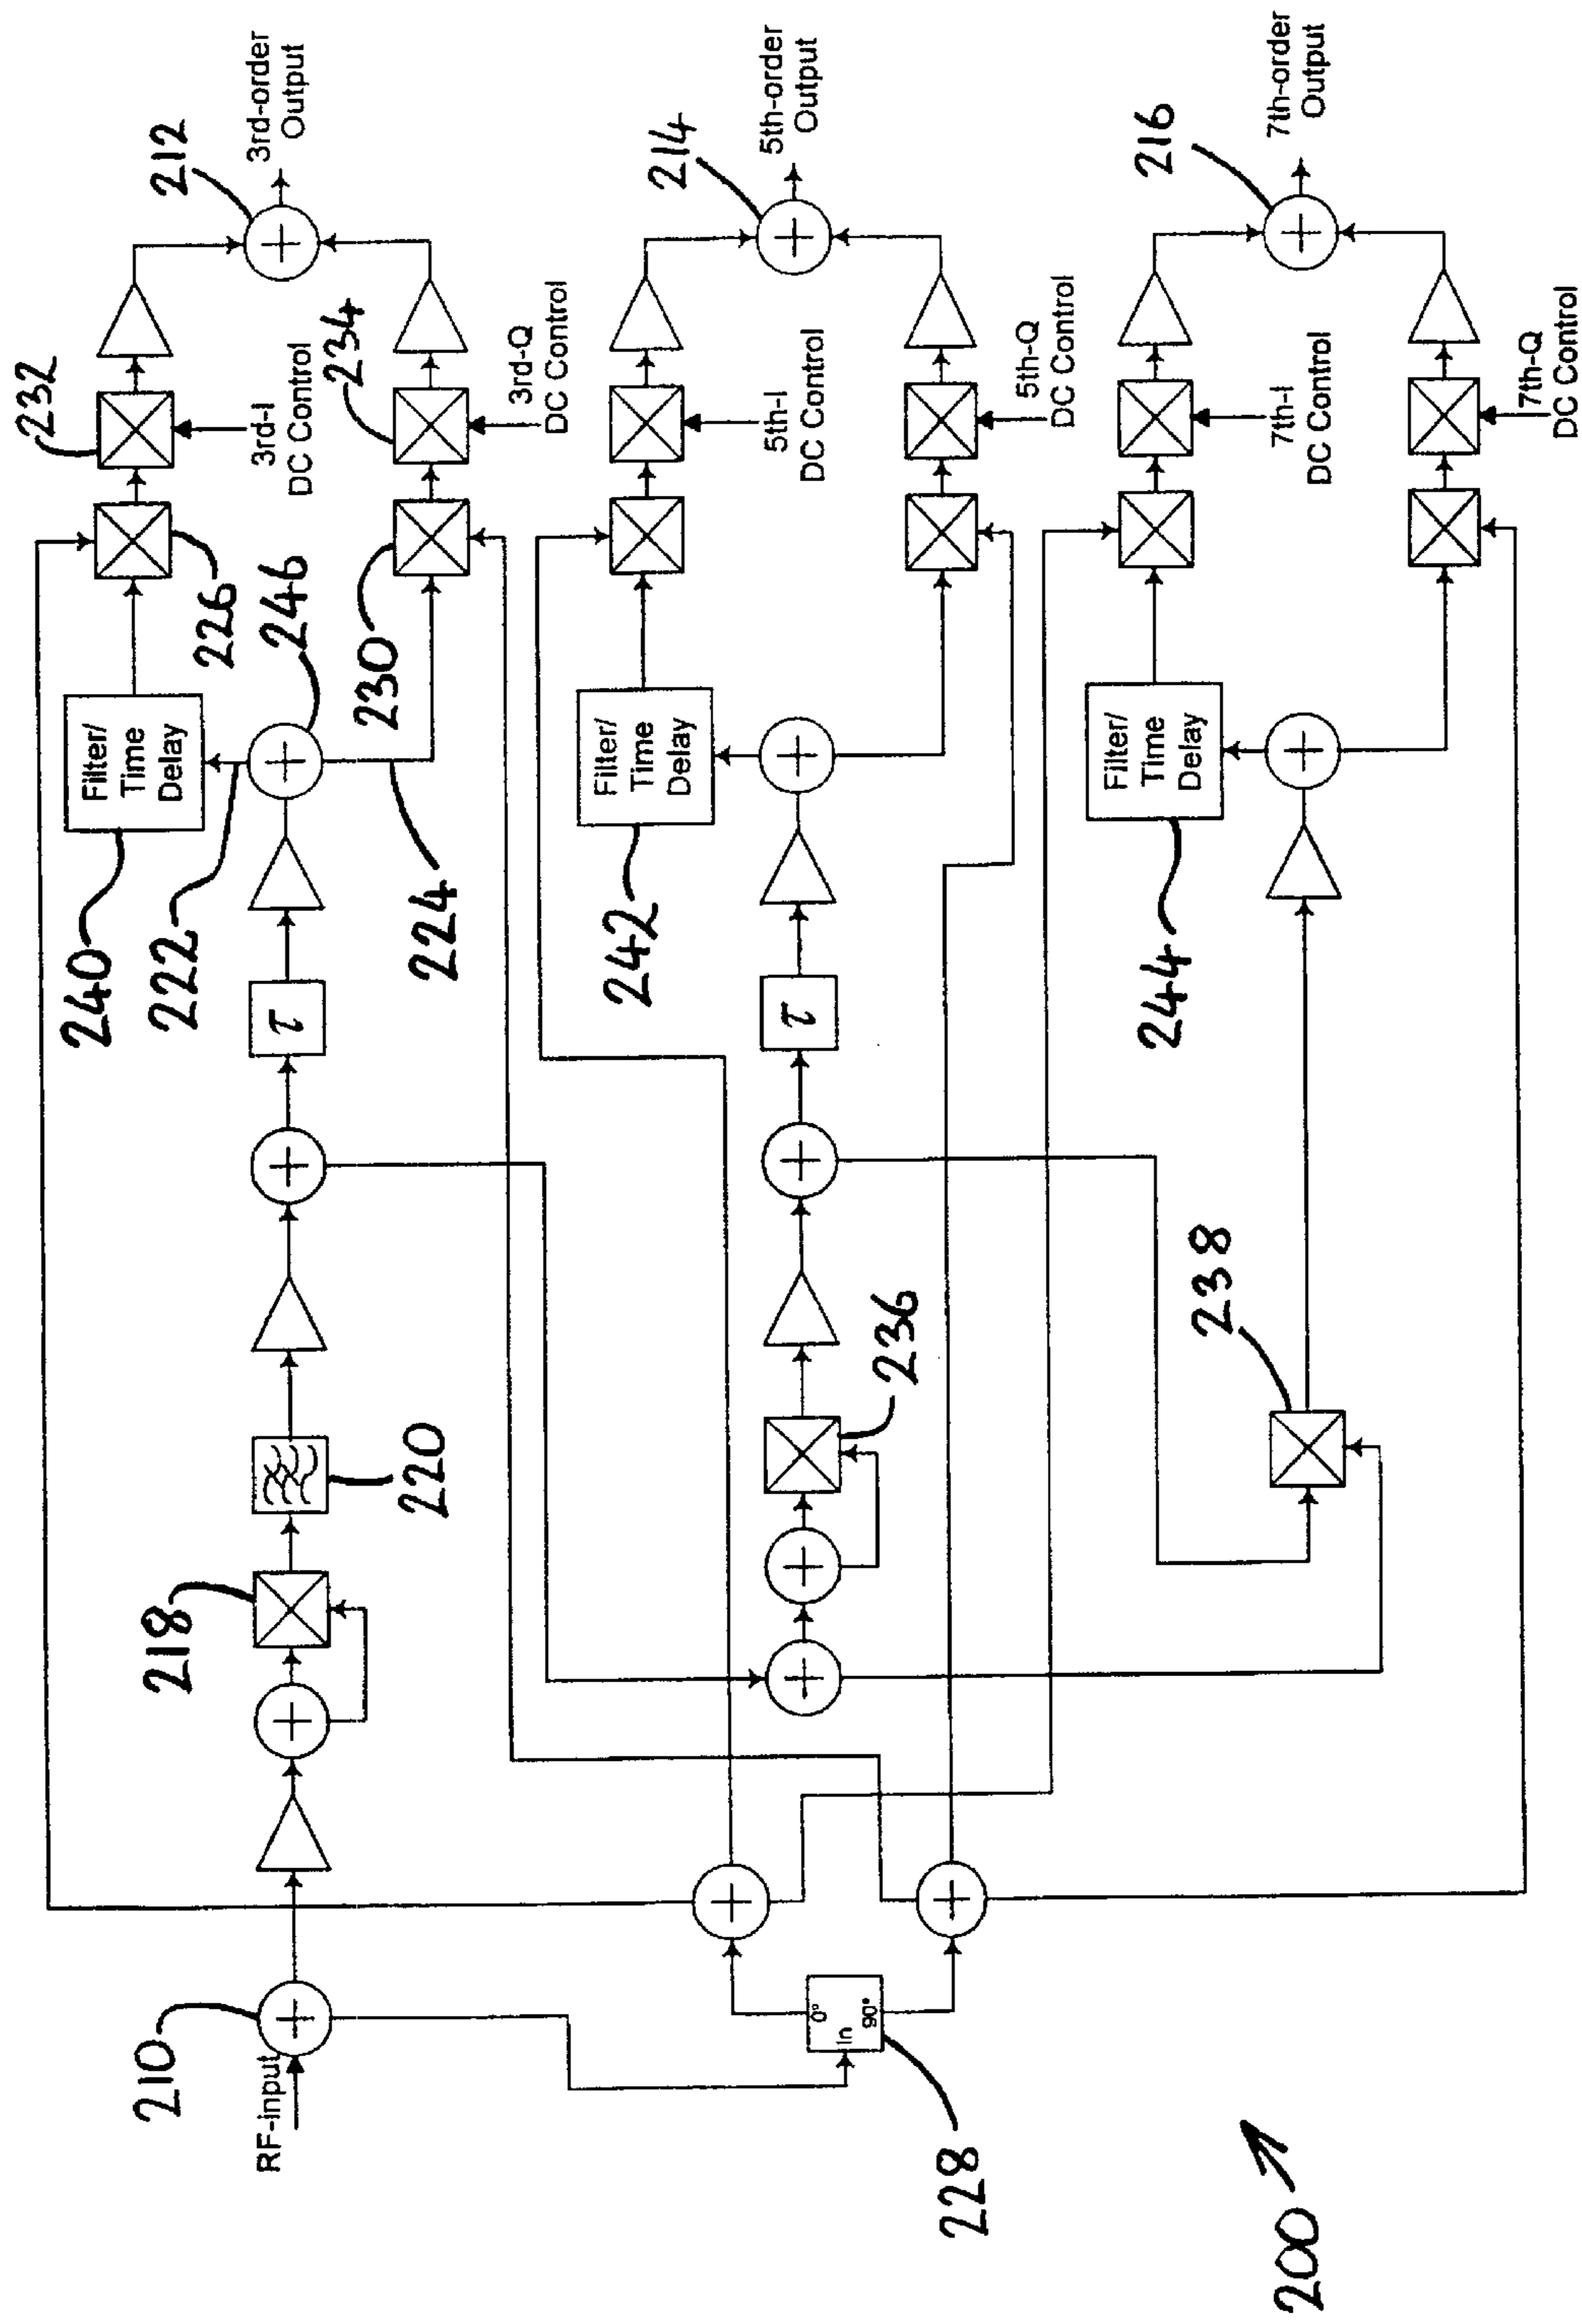 200
210
RF-input
218
220
240
222
246
224
226
232
3rd-I
DC Control
Filter/
Time
Delay
τ
230
234
3rd-Q
DC Control
212
3rd-order
Output
236
τ
242
Filter/
Time
Delay
5th-I
DC Control
5th-Q
DC Control
214
5th-order
Output
228
0°
In
90°
238
244
Filter/
Time
Delay
7th-I
DC Control
7th-Q
DC Control
216
7th-order
Output